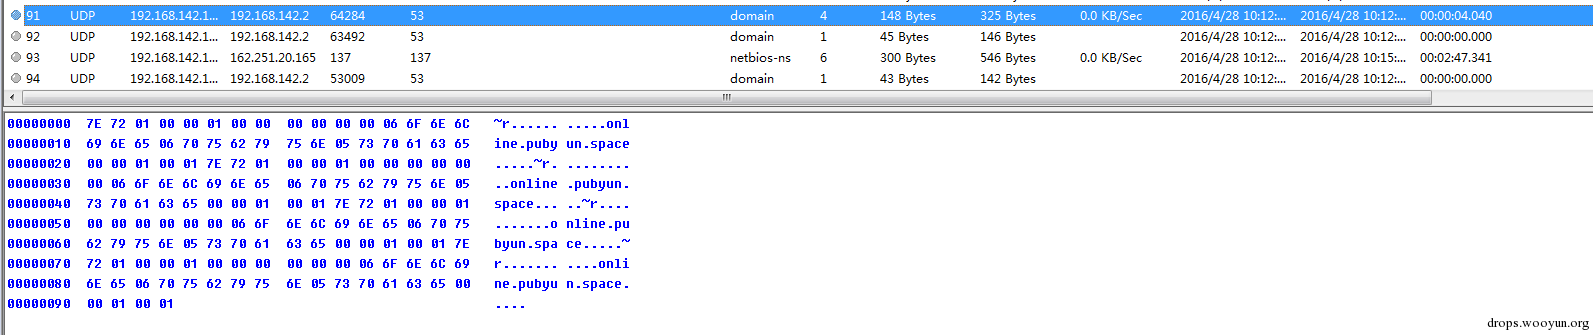 91 UDP 192.168.142.1... 192.168.142.2 64284 53 domain 4 148 Bytes 325 Bytes 0.0 KB/Sec 2016/4/28 10:12:... 2016/4/28 10:12:... 00:00:04.040
92 UDP 192.168.142.1... 192.168.142.2 63492 53 domain 1 45 Bytes 146 Bytes 2016/4/28 10:12:... 2016/4/28 10:12:... 00:00:00.000
93 UDP 192.168.142.1... 162.251.20.165 137 137 netbios-ns 6 300 Bytes 546 Bytes 0.0 KB/Sec 2016/4/28 10:12:... 2016/4/28 10:15:... 00:02:47.341
94 UDP 192.168.142.1... 192.168.142.2 53009 53 domain 1 43 Bytes 142 Bytes 2016/4/28 10:12:... 2016/4/28 10:12:... 00:00:00.000
00000000 7E 72 01 00 00 01 00 00 00 00 00 00 06 6F 6E 6C ~r...... .....onl
00000010 69 6E 65 06 70 75 62 79 75 6E 05 73 70 61 63 65 ine.puby un.space
00000020 00 00 01 00 01 7E 72 01 00 00 01 00 00 00 00 00 .....~r. ........
00000030 00 06 6F 6E 6C 69 6E 65 06 70 75 62 79 75 6E 05 ..online .pubyun.
00000040 73 70 61 63 65 00 00 01 00 01 7E 72 01 00 00 01 space... ..~r....
00000050 00 00 00 00 00 00 06 6F 6E 6C 69 6E 65 06 70 75 .......o nline.pu
00000060 62 79 75 6E 05 73 70 61 63 65 00 00 01 00 01 7E byun.spa ce.....~
00000070 72 01 00 00 01 00 00 00 00 00 00 06 6F 6E 6C 69 r....... ....onli
00000080 6E 65 06 70 75 62 79 75 6E 05 73 70 61 63 65 00 ne.pubyu n.space.
00000090 00 01 00 01 ....
drops.wooyun.org